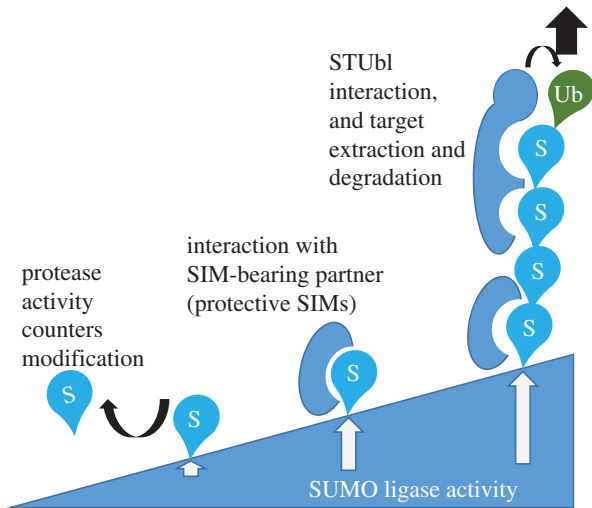 STUbl
interaction,
and target
extraction and
degradation
Ub
S
S
S
S
interaction with
SIM-bearing partner
(protective SIMs)
S
protease
activity
counters
modification
S
S
SUMO ligase activity